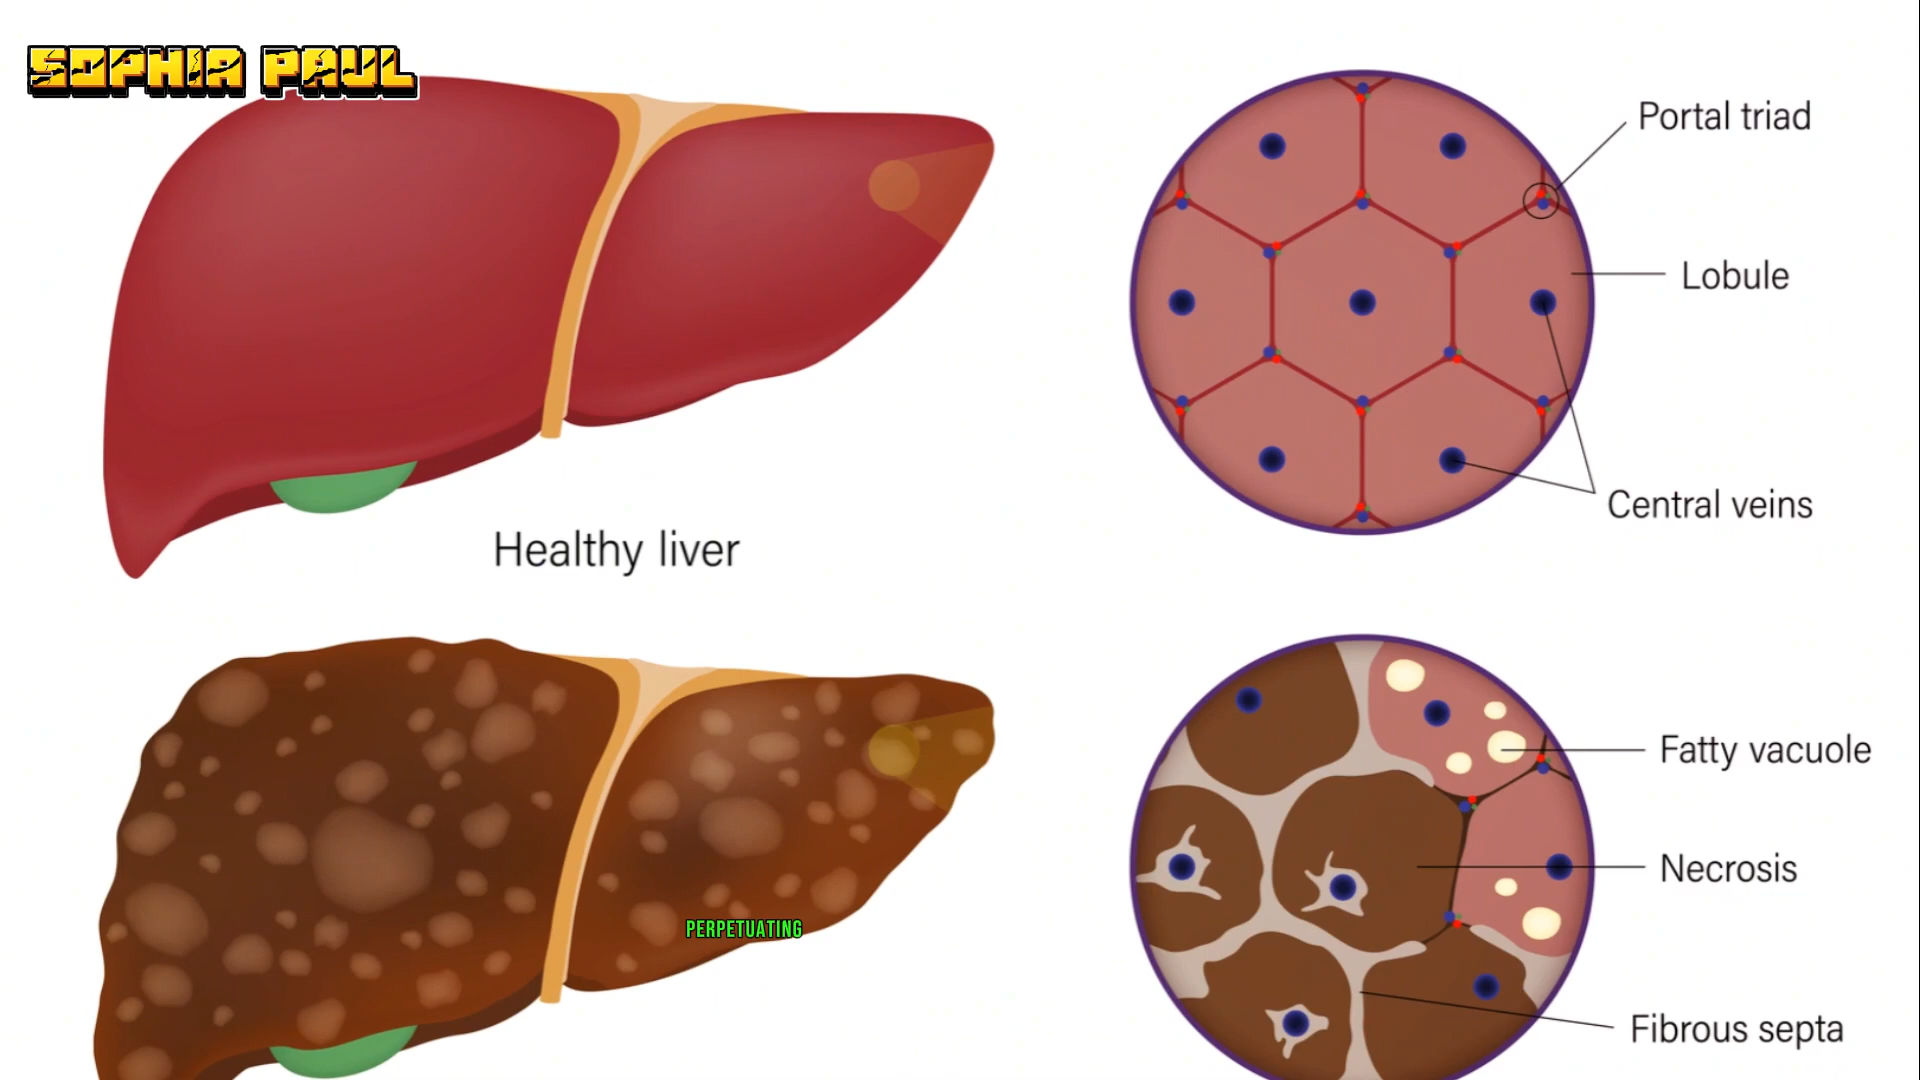 SOPHIA PAUL
Portal triad
Lobule
Central veins
Healthy liver
Fatty vacuole
Necrosis
PERPETUATING
Fibrous septa